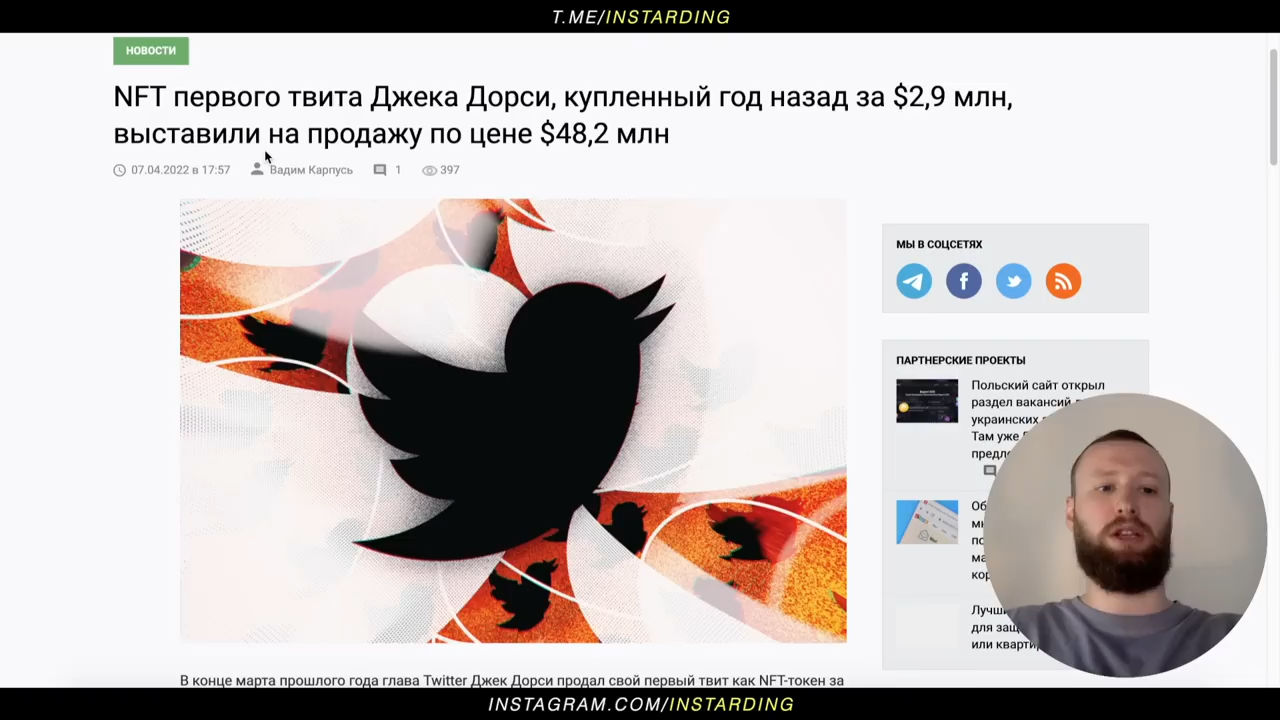 T.ME/INSTARDING
НОВОСТИ
NFT первого твита Джека Дорси, купленный год назад за $2,9 млн,
выставили на продажу по цене $48,2 млн
07.04.2022 в 17:57 Вадим Карпусь 1 397
МЫ В СОЦСЕТЯХ
ПАРТНЕРСКИЕ ПРОЕКТЫ
Польский сайт открыл
раздел вакансий
украинских
Там уже
Лучши
для защ
или кварти
В конце марта прошлого года глава Twitter Джек Дорси продал свой первый твит как NFT-токен за
INSTAGRAM.COM/INSTARDING